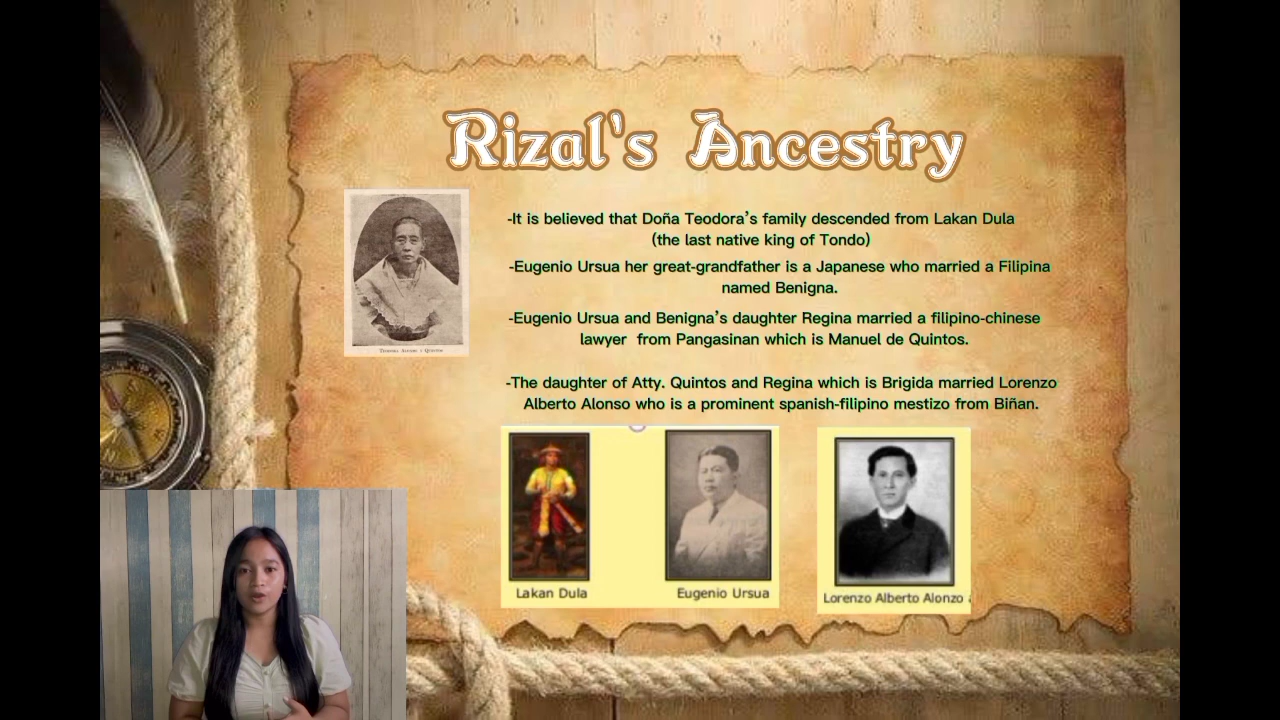 Rizal's Ancestry
-It is believed that Doña Teodora's family descended from Lakan Dula
(the last native king of Tondo)
-Eugenio Ursua her great-grandfather is a Japanese who married a Filipina
named Benigna.
-Eugenio Ursua and Benigna's daughter Regina married a filipino-chinese
lawyer from Pangasinan which is Manuel de Quintos.
-The daughter of Atty. Quintos and Regina which is Brigida married Lorenzo
Alberto Alonso who is a prominent spanish-filipino mestizo from Biñan.
Lakan Dula
Eugenio Ursua
Lorenzo Alberto Alonzo